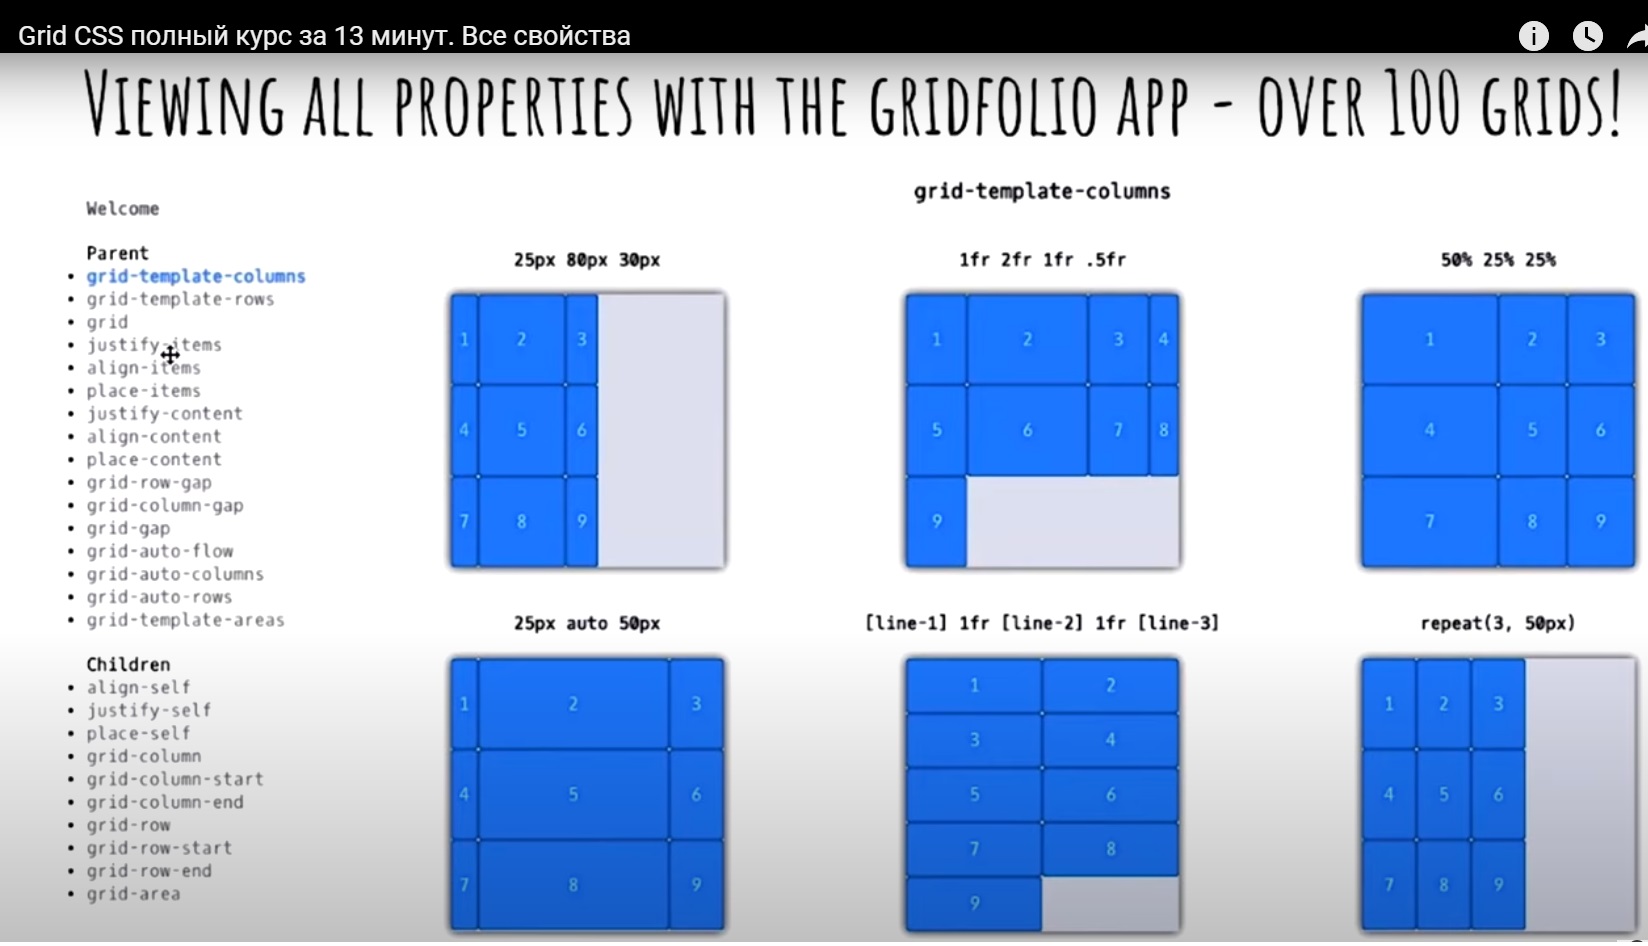 Grid CSS полный курс за 13 минут. Все свойства
VIEWING ALL PROPERTIES WITH THE GRIDFOLIO APP - OVER 100 GRIDS!
Welcome
Parent
• grid-template-columns
• grid-template-rows
• grid
• justify-items
• align-items
• place-items
• justify-content
• align-content
• place-content
• grid-row-gap
• grid-column-gap
• grid-gap
• grid-auto-flow
• grid-auto-columns
• grid-auto-rows
• grid-template-areas
Children
• align-self
• justify-self
• place-self
• grid-column
• grid-column-start
• grid-column-end
• grid-row
• grid-row-start
• grid-row-end
• grid-area
grid-template-columns
25px 80px 30px
1 2 3
4 5 6
7 8 9
1fr 2fr 1fr .5fr
1 2 3 4
5 6 7 8
9
50% 25% 25%
1 2 3
4 5 6
7 8 9
25px auto 50px
1 2 3
4 5 6
7 8 9
[line-1] 1fr [line-2] 1fr [line-3]
1 2
3 4
5 6
7 8
9
repeat(3, 50px)
1 2 3
4 5 6
7 8 9